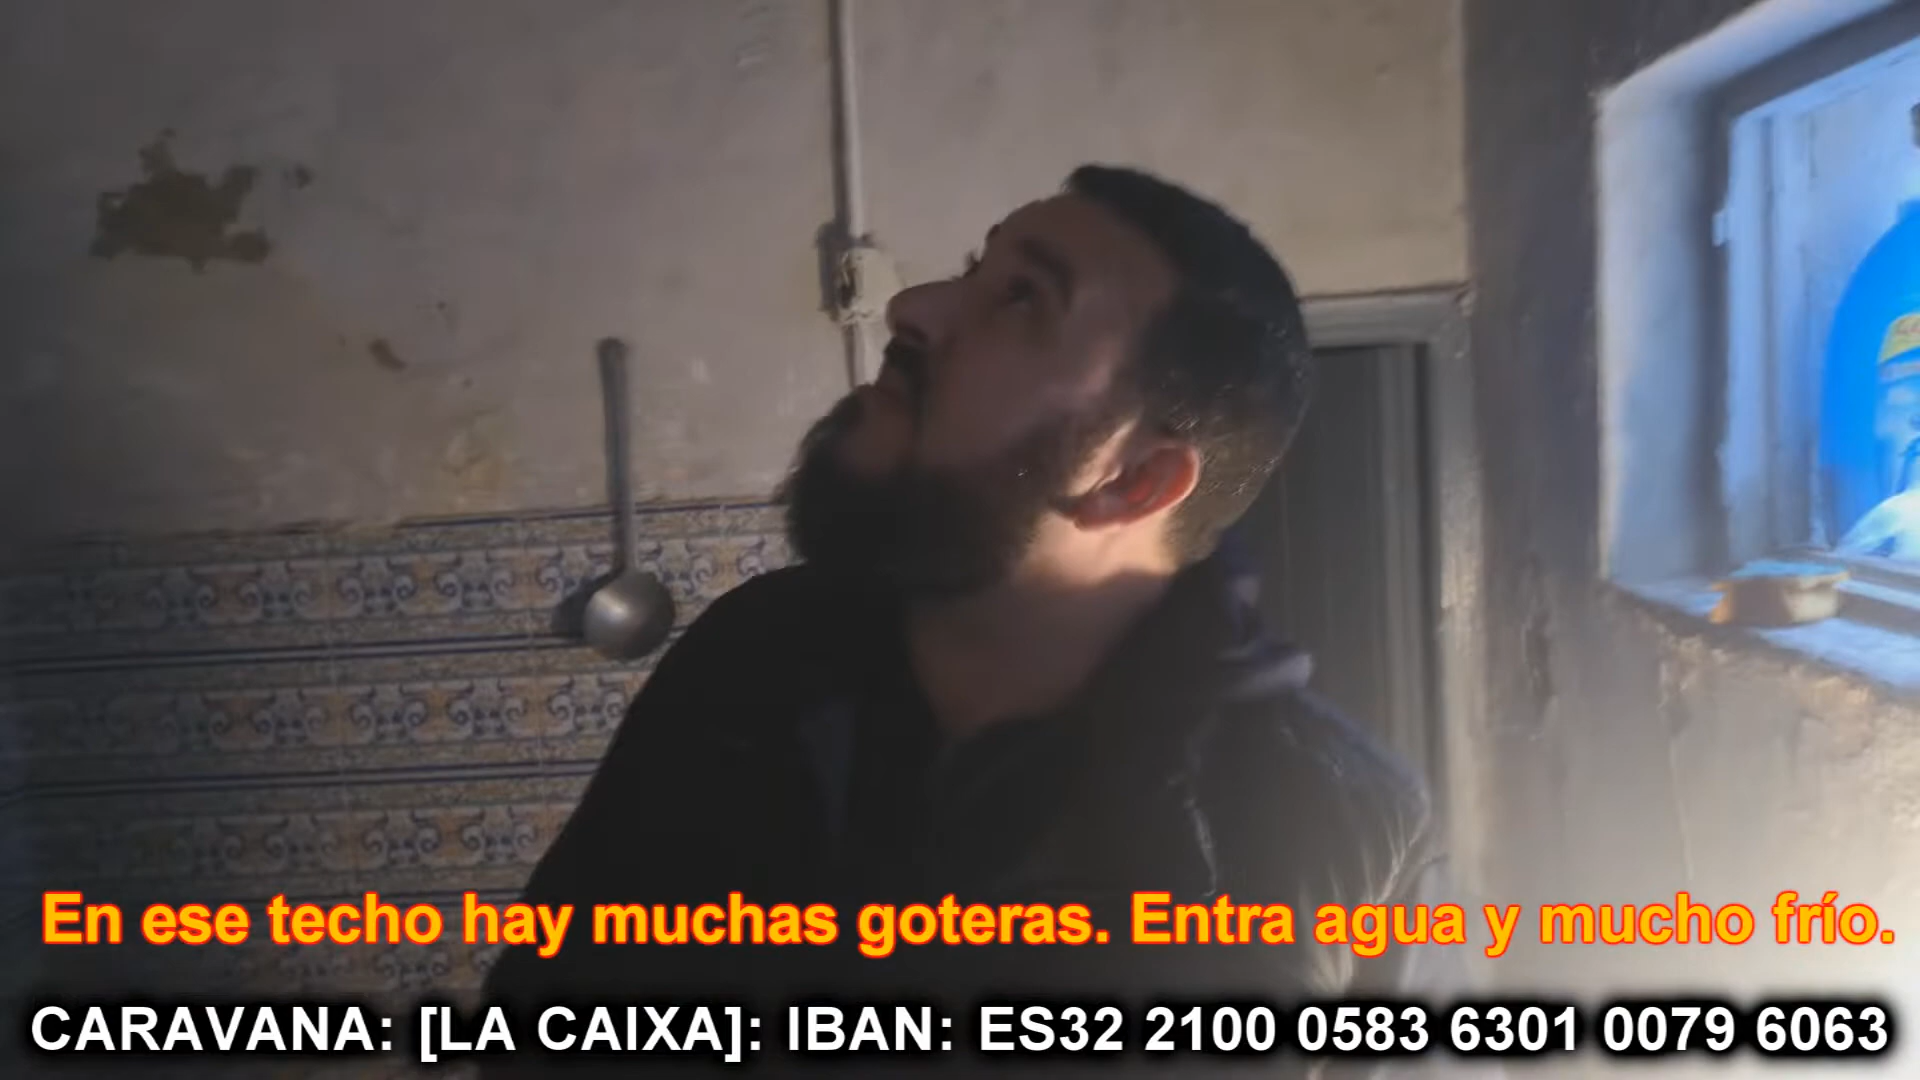 En ese techo hay muchas goteras. Entra agua y mucho frío.
CARAVANA: [LA CAIXA]: IBAN: ES32 2100 0583 6301 0079 6063